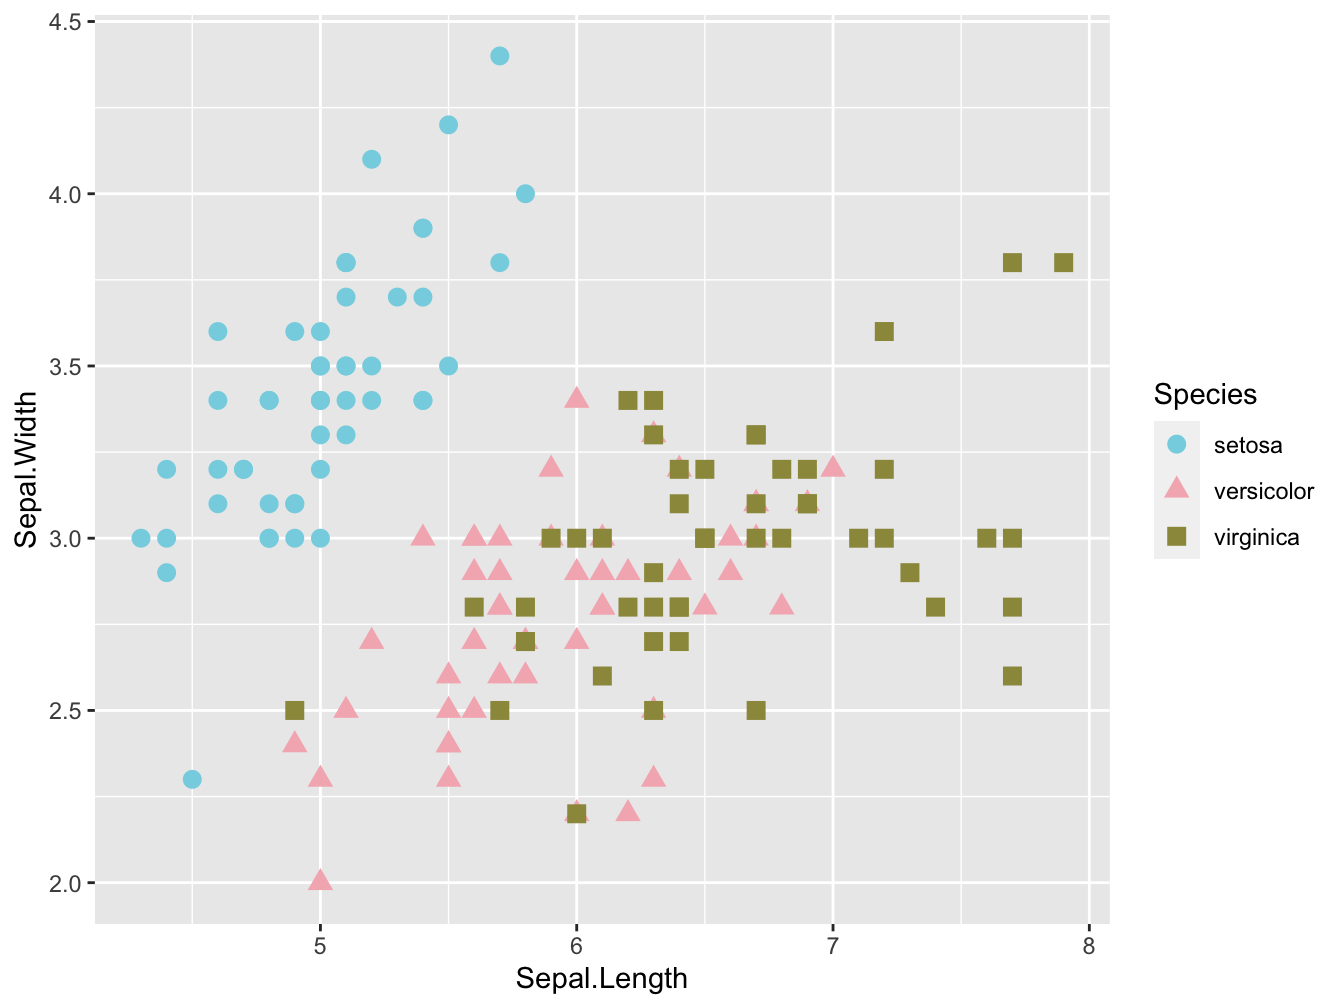 4.5
4.0
3.5
3.0
2.5
2.0
Sepal.Width
5 6 7 8
Sepal.Length
Species
setosa
versicolor
virginica